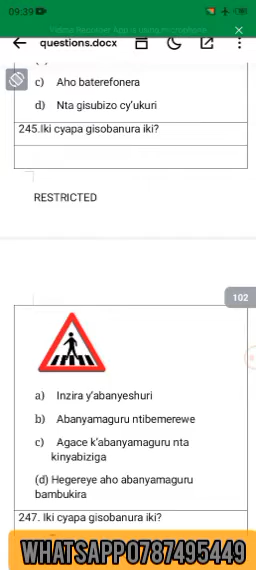 09:39
questions.docx
c) Aho baterefonera
d) Nta gisubizo cy'ukuri
245.Iki cyapa gisobanura iki?
RESTRICTED
102
a) Inzira y'abanyeshuri
b) Abanyamaguru ntibemerewe
c) Agace k'abanyamaguru nta
kinyabiziga
(d) Hegereye aho abanyamaguru
bambukira
247. Iki cyapa gisobanura iki?
WHATSAPP0787495449